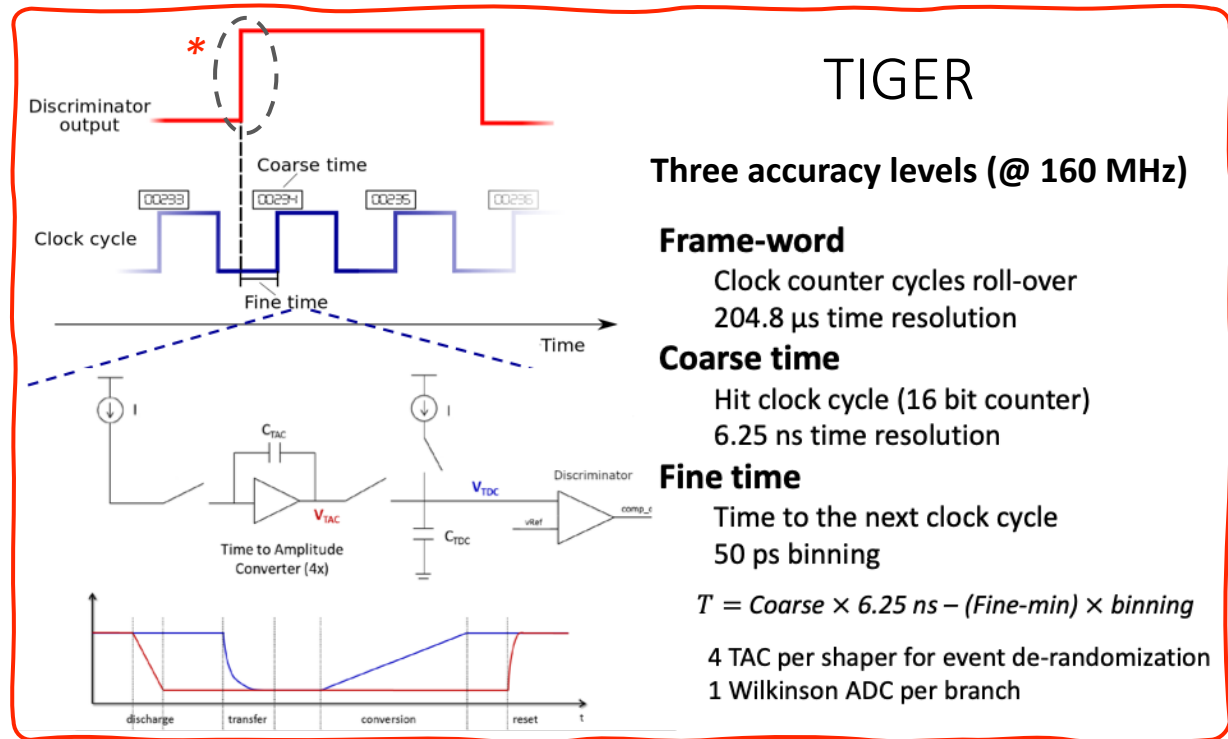 *
Discriminator
output
Coarse time
00233
00234
00235
00236
Clock cycle
Fine time
Time
I
C_TAC
V_TAC
Time to Amplitude
Converter (4x)
I
V_TDC
C_TDC
Discriminator
vRef
comp_c
discharge
transfer
conversion
reset
t
TIGER
Three accuracy levels (@ 160 MHz)
Frame-word
Clock counter cycles roll-over
204.8 µs time resolution
Coarse time
Hit clock cycle (16 bit counter)
6.25 ns time resolution
Fine time
Time to the next clock cycle
50 ps binning
T = Coarse × 6.25 ns – (Fine-min) × binning
4 TAC per shaper for event de-randomization
1 Wilkinson ADC per branch